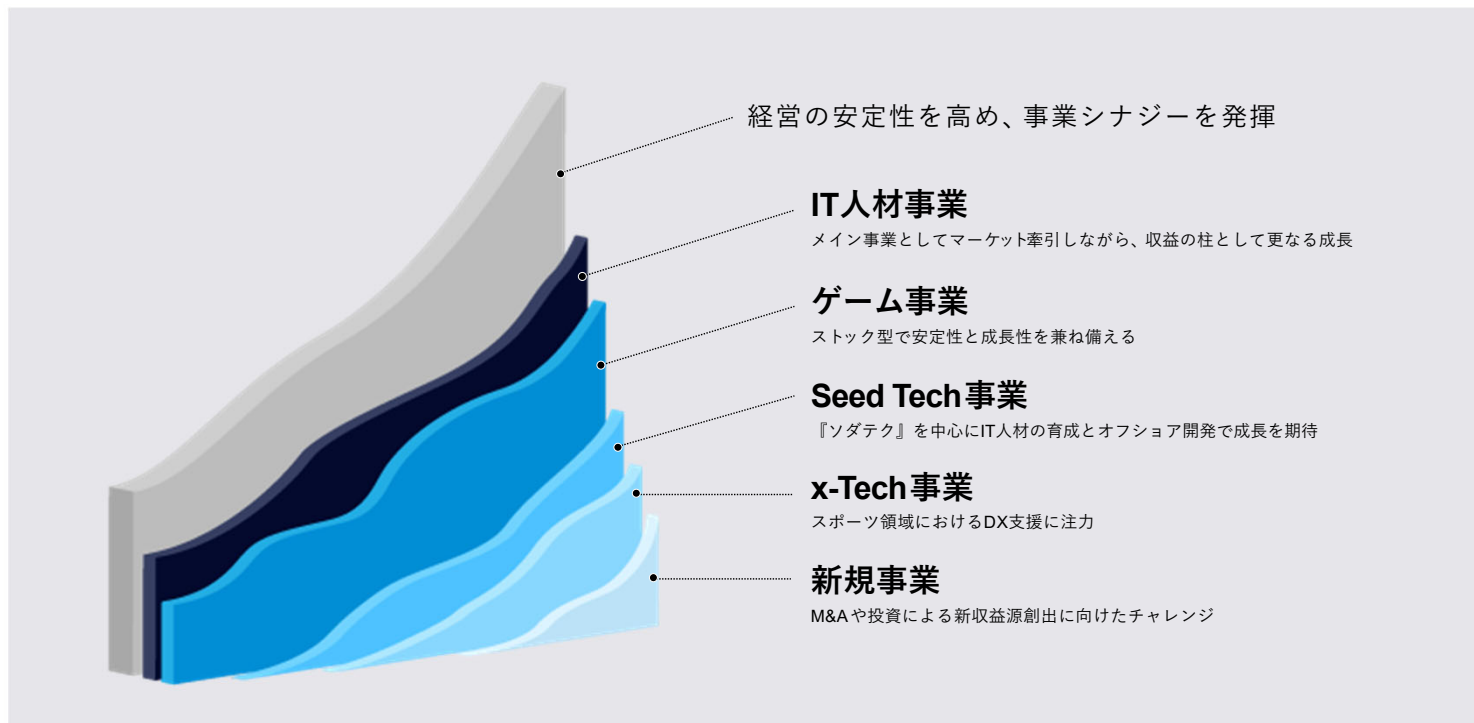 経営の安定性を高め、事業シナジーを発揮
IT人材事業
メイン事業としてマーケット牽引しながら、収益の柱として更なる成長
ゲーム事業
ストック型で安定性と成長性を兼ね備える
Seed Tech事業
『ソダテク』を中心にIT人材の育成とオフショア開発で成長を期待
x-Tech事業
スポーツ領域におけるDX支援に注力
新規事業
M&Aや投資による新収益源創出に向けたチャレンジ